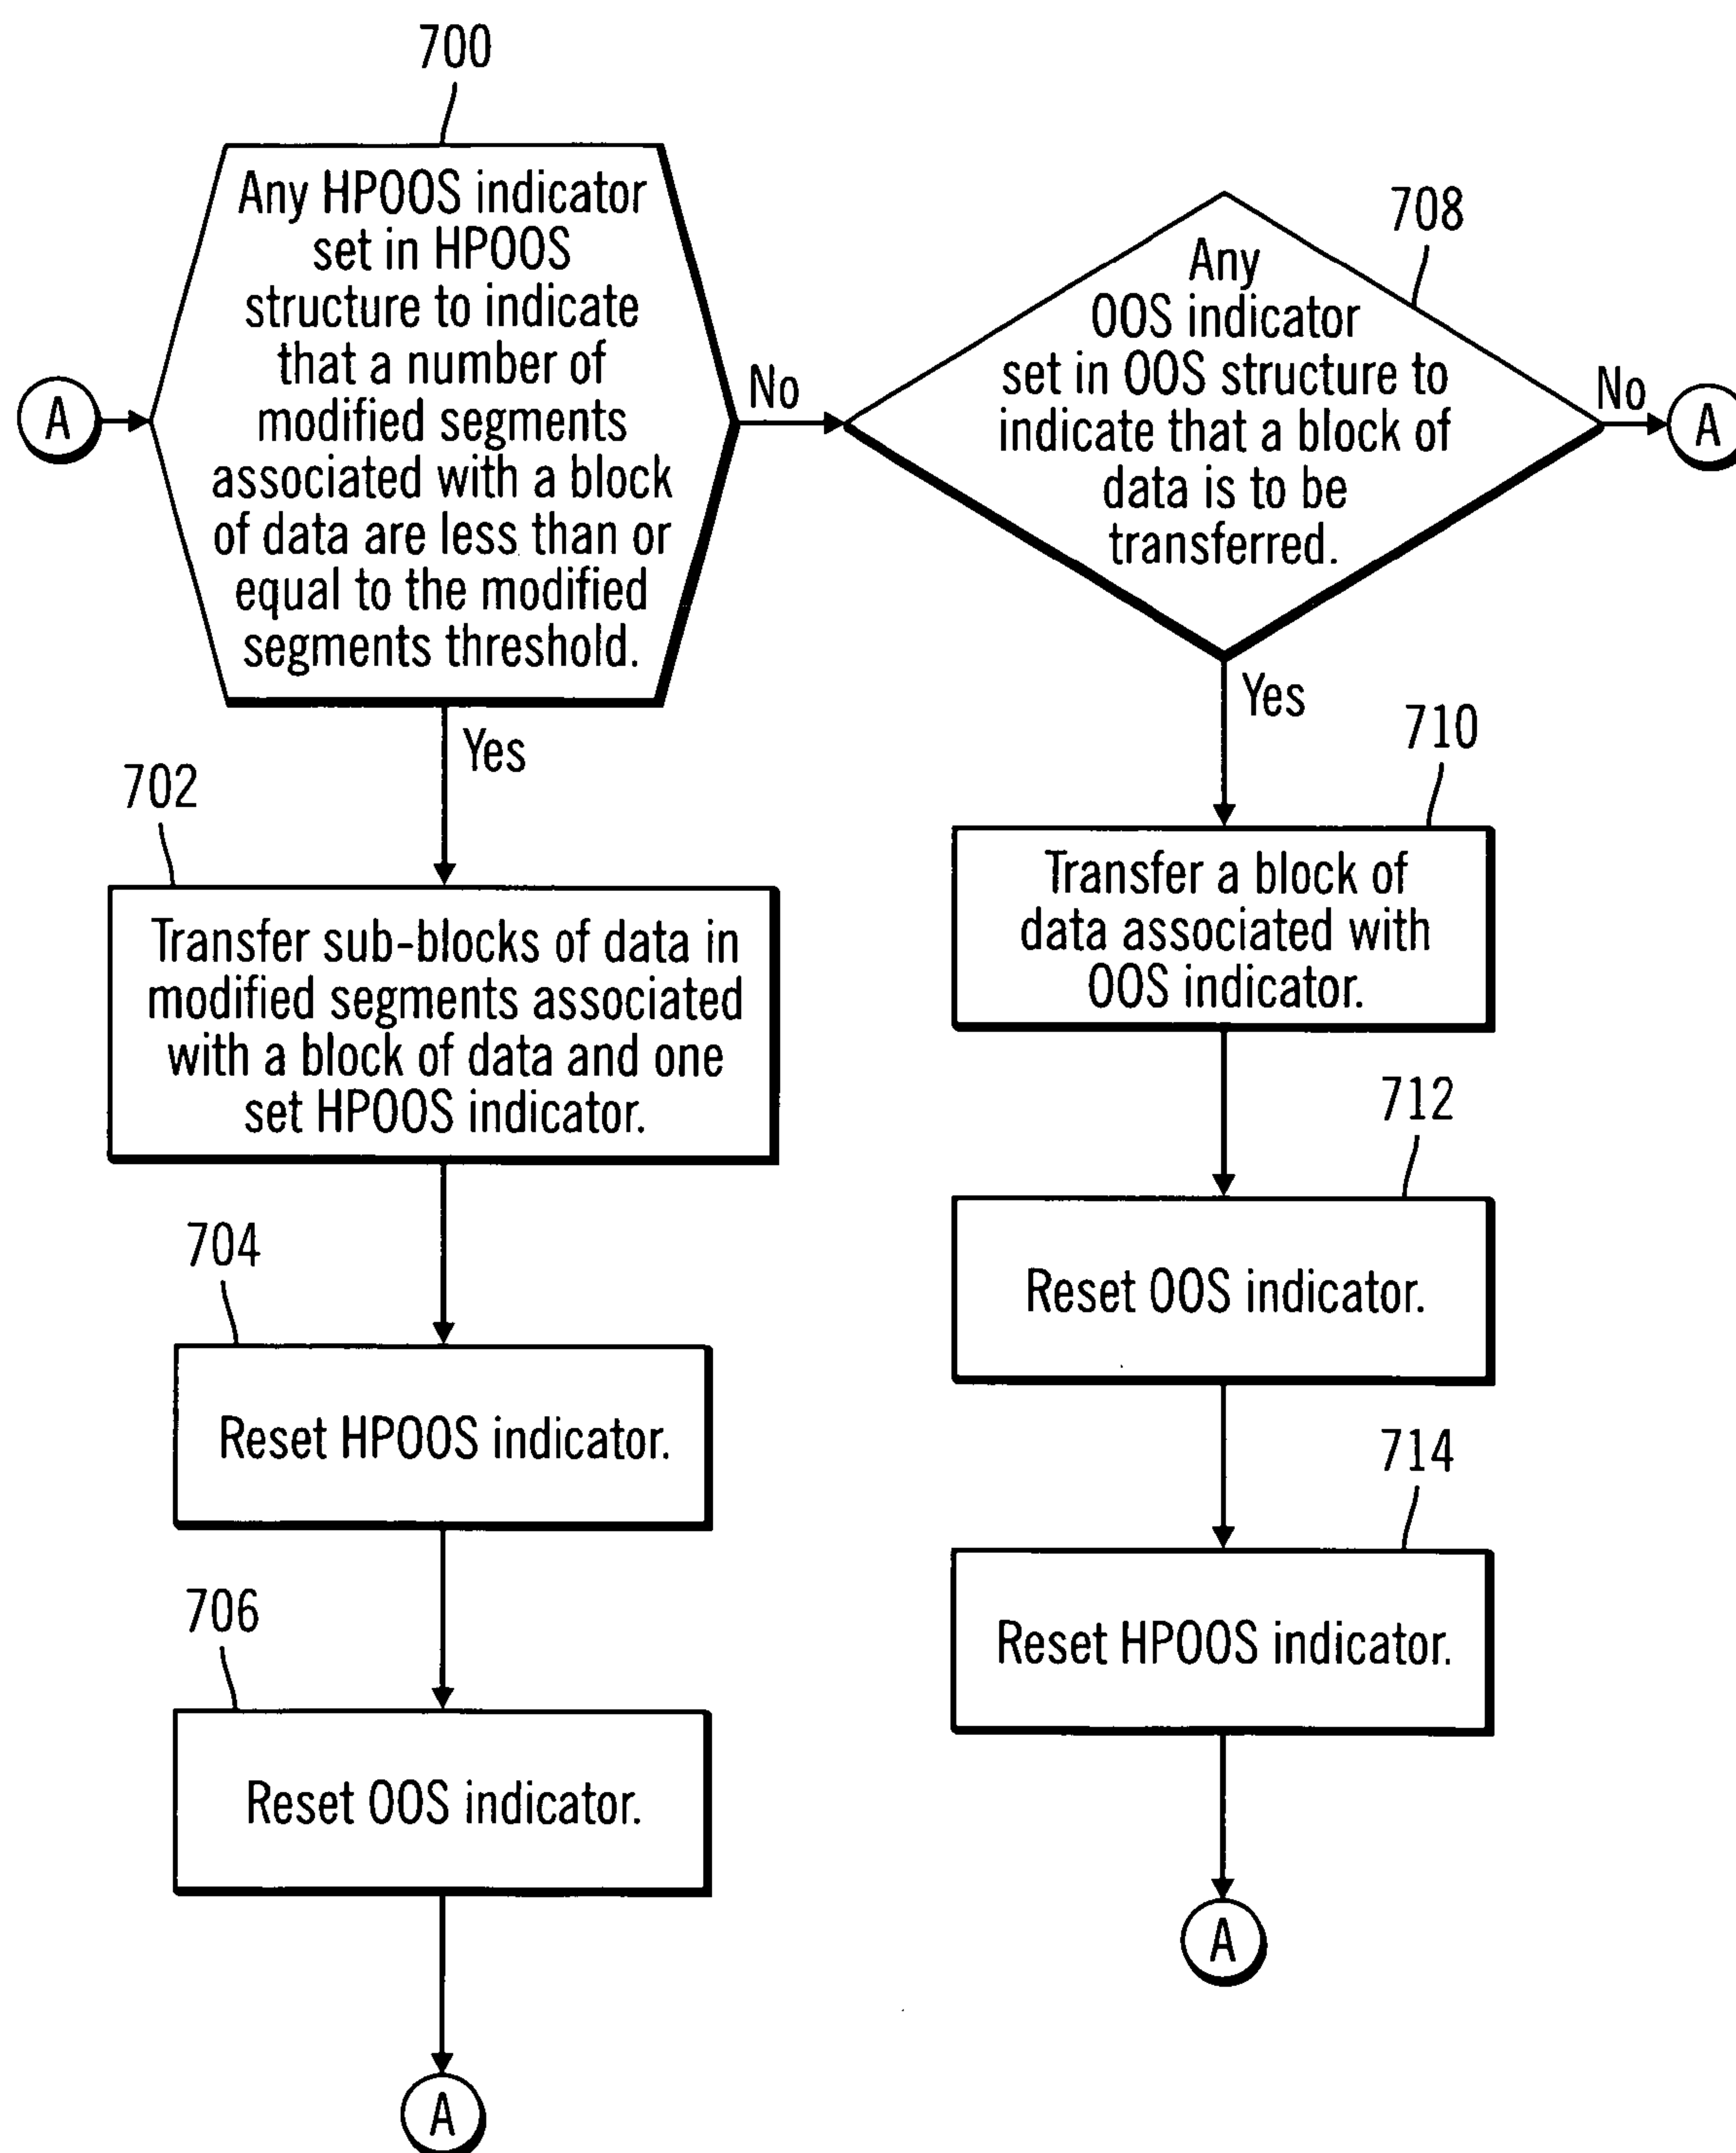 700
Any HPOOS indicator
set in HPOOS
structure to indicate
that a number of
modified segments
associated with a block
of data are less than or
equal to the modified
segments threshold.
A
No
Yes
708
Any
OOS indicator
set in OOS structure to
indicate that a block of
data is to be
transferred.
No
A
Yes
702
Transfer sub-blocks of data in
modified segments associated
with a block of data and one
set HPOOS indicator.
704
Reset HPOOS indicator.
706
Reset OOS indicator.
A
710
Transfer a block of
data associated with
OOS indicator.
712
Reset OOS indicator.
714
Reset HPOOS indicator.
A